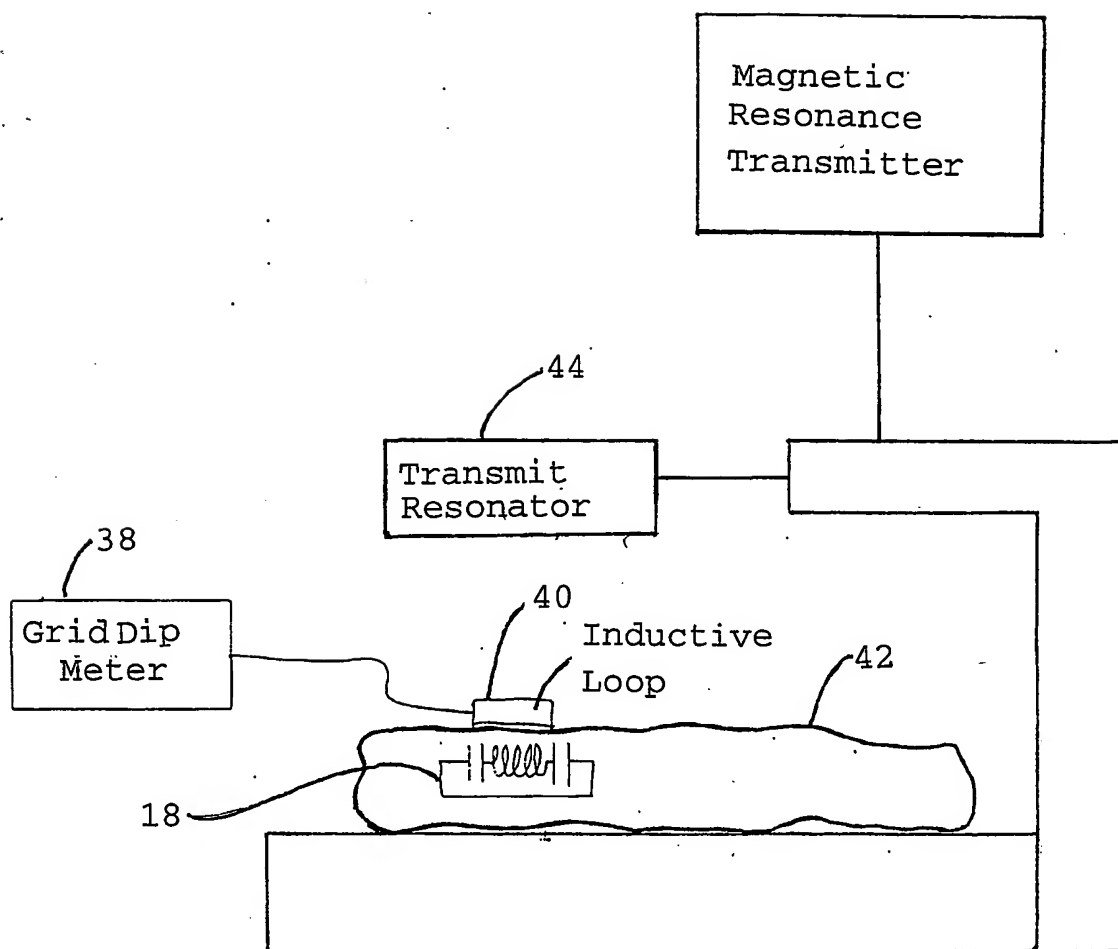 Magnetic
Resonance
Transmitter
44
Transmit
Resonator
38
Grid Dip
Meter
40
Inductive
Loop
42
18